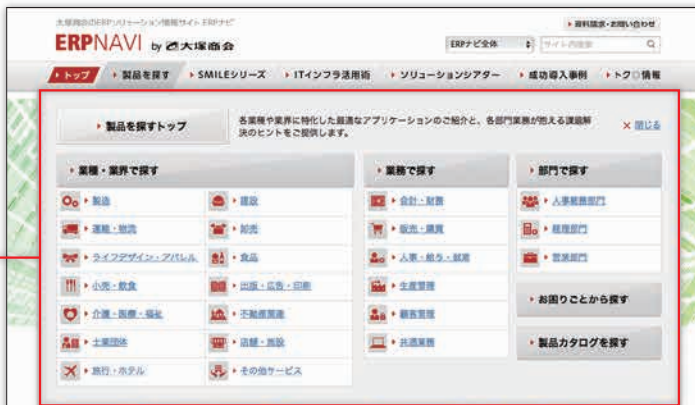 大塚商会のERPソリューション情報サイト ERPナビ
資料請求・お問い合わせ
ERPNAVI by 大塚商会
ERPナビ全体
サイト内検索
トップ
製品を探す
SMILEシリーズ
ITインフラ活用術
ソリューションシアター
成功導入事例
トク 情報
製品を探すトップ
各業種や業界に特化した最適なアプリケーションのご紹介と、各部門業務が抱える課題解
決のヒントをご提供します。
× 閉じる
業種・業界で探す
製造
建設
運輸・物流
卸売
ライフデザイン・アパレル
食品
小売・飲食
出版・広告・印刷
介護・医療・福祉
不動産関連
士業団体
店舗・施設
旅行・ホテル
その他サービス
業務で探す
会計・財務
販売・購買
人事・給与・就業
生産管理
顧客管理
共通業務
部門で探す
人事総務部門
経理部門
営業部門
お困りごとから探す
製品カタログを探す